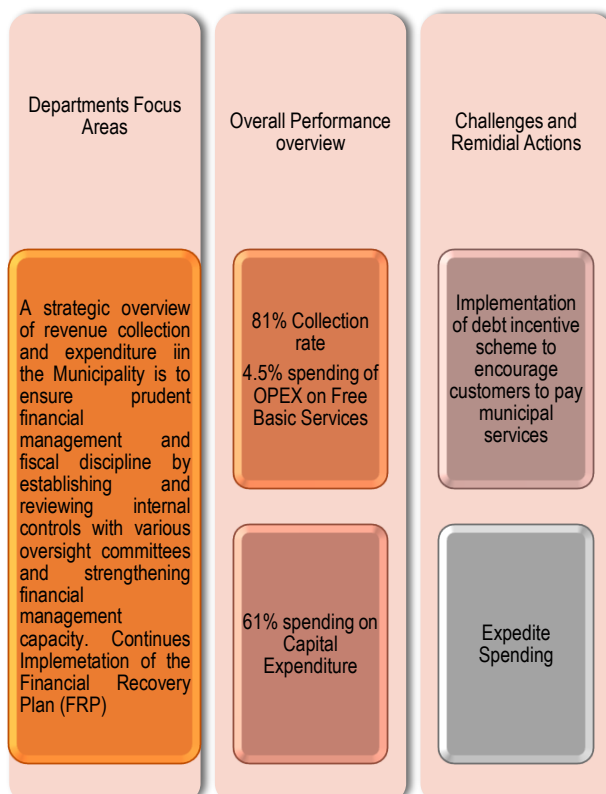 Departments Focus
Areas
A strategic overview
of revenue collection
and expenditure iin
the Municipality is to
ensure prudent
financial
management and
fiscal discipline by
establishing and
reviewing internal
controls with various
oversight committees
and strengthening
financial
management
capacity. Continues
Implemetation of the
Financial Recovery
Plan (FRP)
Overall Performance
overview
81% Collection
rate
4.5% spending of
OPEX on Free
Basic Services
61% spending on
Capital
Expenditure
Challenges and
Remidial Actions
Implementation
of debt incentive
scheme to
encourage
customers to pay
municipal
services
Expedite
Spending